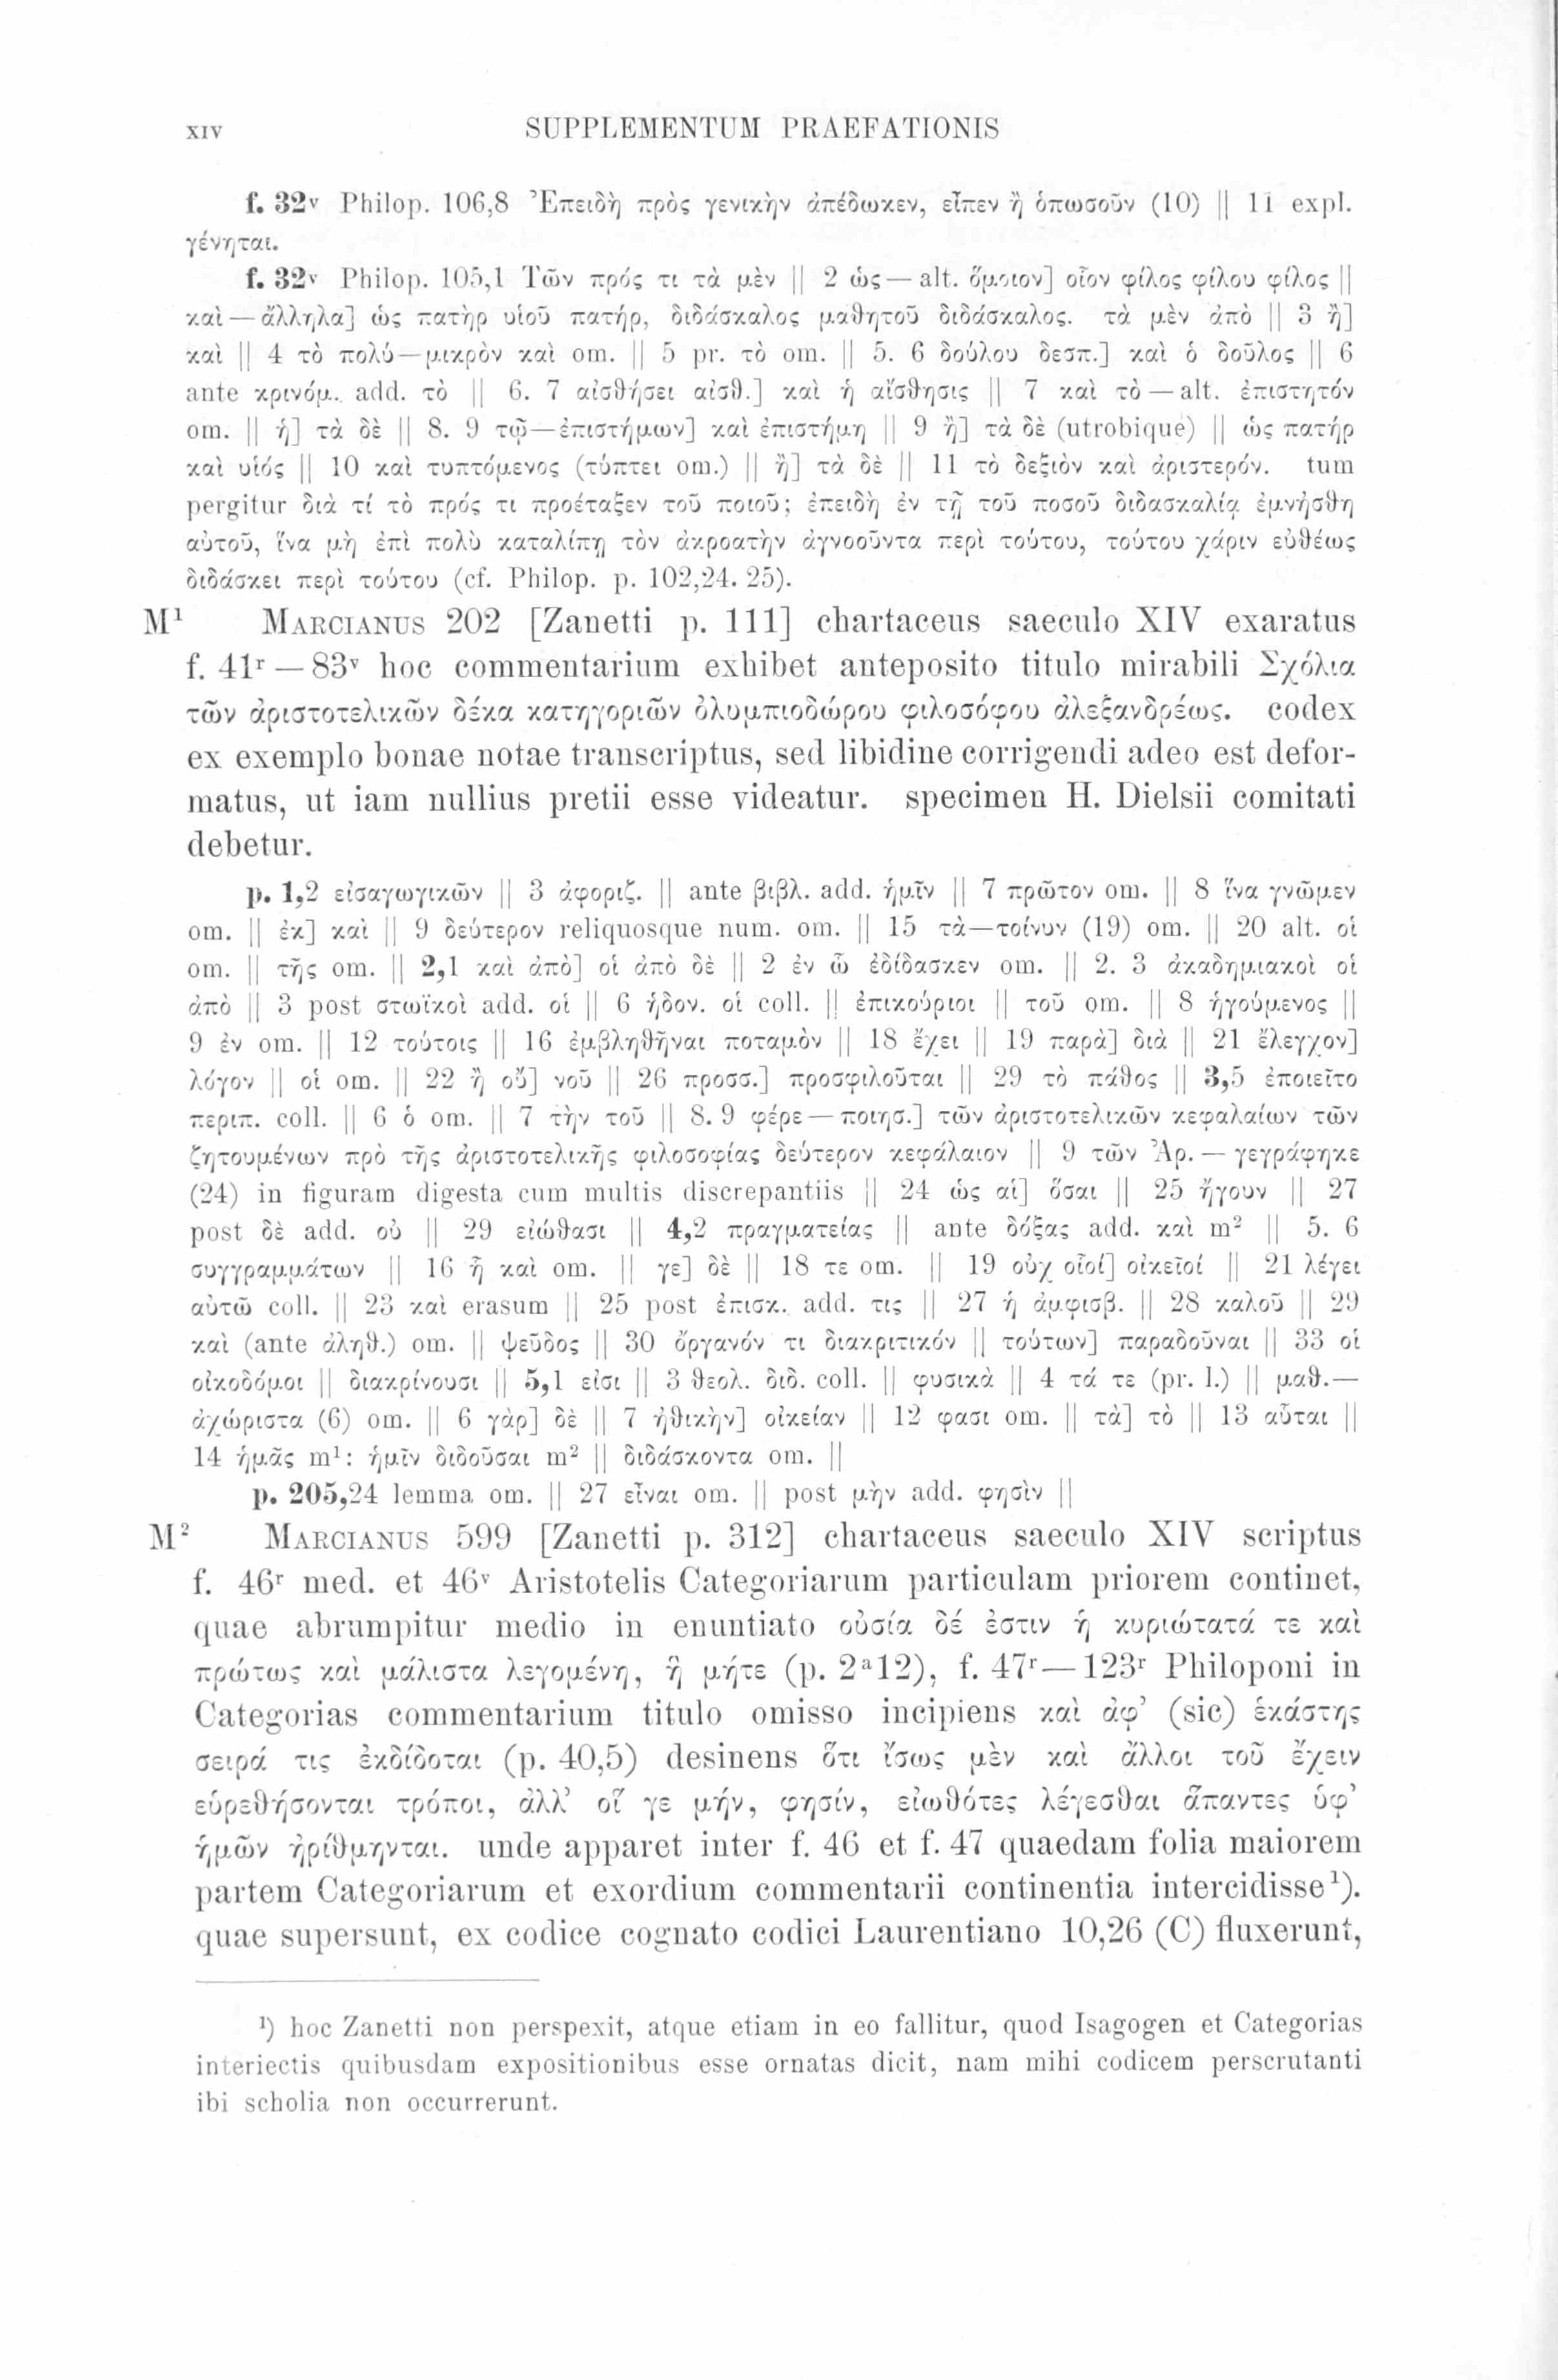 XIV SUPPLEMENTUM PRAEFATIONIS
f. 32v Philop. 106,8 Ἐπειδὴ πρὸς γενικὴν ἀπέδωκεν, εἶπεν ἢ ὁπωσοῦν (10) || 11 expl.
γένηται.
f. 32v Philop. 105,1 Τῶν πρός τι τὰ μὲν || 2 ὡς — alt. ὅμοιον] οἷον φίλος φίλου φίλος ||
καὶ — ἄλληλα] ὡς πατὴρ υἱοῦ πατήρ, διδάσκαλος μαθητοῦ διδάσκαλος. τὰ μὲν ἀπὸ || 3 ἢ]
καὶ || 4 τὸ πολύ—μικρὸν καὶ om. || 5 pr. τὸ om. || 5. 6 δούλου δεσπ.] καὶ ὁ δοῦλος || 6
ante κρινόμ. add. τὸ || 6. 7 αἰσθήσει αἰσθ.] καὶ ἡ αἴσθησις || 7 καὶ τὸ — alt. ἐπιστητόν
om. || ἡ] τὰ δὲ || 8. 9 τῷ—ἐπιστήμων] καὶ ἐπιστήμη || 9 ἢ] τὰ δὲ (utrobique) || ὡς πατὴρ
καὶ υἱός || 10 καὶ τυπτόμενος (τύπτει om.) || ἢ] τὰ δὲ || 11 τὸ δεξιὸν καὶ ἀριστερόν. tum
pergitur διὰ τί τὸ πρός τι προέταξεν τοῦ ποιοῦ; ἐπειδὴ ἐν τῇ τοῦ ποσοῦ διδασκαλίᾳ ἐμνήσθη
αὐτοῦ, ἵνα μὴ ἐπὶ πολὺ καταλίπῃ τὸν ἀκροατὴν ἀγνοοῦντα περὶ τούτου, τούτου χάριν εὐθέως
διδάσκει περὶ τούτου (cf. Philop. p. 102,24. 25).
M¹ MARCIANUS 202 [Zanetti p. 111] chartaceus saeculo XIV exaratus
f. 41r — 83v hoc commentarium exhibet anteposito titulo mirabili Σχόλια
τῶν ἀριστοτελικῶν δέκα κατηγοριῶν ὀλυμπιοδώρου φιλοσόφου ἀλεξανδρέως. codex
ex exemplo bonae notae transcriptus, sed libidine corrigendi adeo est defor-
matus, ut iam nullius pretii esse videatur. specimen H. Dielsii comitati
debetur.
p. 1,2 εἰσαγωγικῶν || 3 ἀφοριζ. || ante βιβλ. add. ἡμῖν || 7 πρῶτον om. || 8 ἵνα γνῶμεν
om. || ἐκ] καὶ || 9 δεύτερον reliquosque num. om. || 15 τὰ—τοίνυν (19) om. || 20 alt. οἱ
om. || τῆς om. || 2,1 καὶ ἀπὸ] οἱ ἀπὸ δὲ || 2 ἐν ᾧ ἐδίδασκεν om. || 2. 3 ἀκαδημιακοὶ οἱ
ἀπὸ || 3 post στωϊκοὶ add. οἱ || 6 ἡδον. οἱ coll. || ἐπικούριοι || τοῦ om. || 8 ἡγούμενος ||
9 ἐν om. || 12 τούτοις || 16 ἐμβληθῆναι ποταμὸν || 18 ἔχει || 19 παρὰ] διὰ || 21 ἔλεγχον]
λόγον || οἱ om. || 22 ἢ οὔ] νοῦ || 26 προσσ.] προσφιλοῦται || 29 τὸ πάθος || 3,5 ἐποιεῖτο
περιπ. coll. || 6 ὁ om. || 7 τὴν τοῦ || 8. 9 φέρε — ποιησ.] τῶν ἀριστοτελικῶν κεφαλαίων τῶν
ζητουμένων πρὸ τῆς ἀριστοτελικῆς φιλοσοφίας δεύτερον κεφάλαιον || 9 τῶν Ἀρ. — γεγράφηκε
(24) in figuram digesta cum multis discrepantiis || 24 ὡς αἱ] ὅσαι || 25 ἤγουν || 27
post δὲ add. οὐ || 29 εἰώθασι || 4,2 πραγματείας || ante δόξας add. καὶ m² || 5. 6
συγγραμμάτων || 16 ἢ καὶ om. || γε] δὲ || 18 τε om. || 19 οὐχ οἷοί] οἰκεῖοί || 21 λέγει
αὐτῶ coll. || 23 καὶ erasum || 25 post ἐπισκ. add. τις || 27 ἡ ἀμφισβ. || 28 καλοῦ || 29
καὶ (ante ἀληθ.) om. || ψεῦδος || 30 ὄργανόν τι διακριτικόν || τούτων] παραδοῦναι || 33 οἱ
οἰκοδόμοι || διακρίνουσι || 5,1 εἰσι || 3 θεολ. διδ. coll. || φυσικὰ || 4 τά τε (pr. l.) || μαθ.—
ἀχώριστα (6) om. || 6 γὰρ] δὲ || 7 ἠθικὴν] οἰκείαν || 12 φασι om. || τὰ] τὸ || 13 αὗται ||
14 ἡμᾶς m¹: ἡμῖν διδοῦσαι m² || διδάσκοντα om. ||
p. 205,24 lemma om. || 27 εἶναι om. || post μὴν add. φησὶν ||
M² MARCIANUS 599 [Zanetti p. 312] chartaceus saeculo XIV scriptus
f. 46r med. et 46v Aristotelis Categoriarum particulam priorem continet,
quae abrumpitur medio in enuntiato οὐσία δέ ἐστιν ἡ κυριώτατά τε καὶ
πρώτως καὶ μάλιστα λεγομένη, ἣ μήτε (p. 2ᵃ12), f. 47r — 123r Philoponi in
Categorias commentarium titulo omisso incipiens καὶ ἀφ’ (sic) ἑκάστης
σειρά τις ἐκδίδοται (p. 40,5) desinens ὅτι ἴσως μὲν καὶ ἄλλοι τοῦ ἔχειν
εὑρεθήσονται τρόποι, ἀλλ’ οἵ γε μήν, φησίν, εἰωθότες λέγεσθαι ἅπαντες ὑφ’
ἡμῶν ἠρίθμηνται. unde apparet inter f. 46 et f. 47 quaedam folia maiorem
partem Categoriarum et exordium commentarii continentia intercidisse¹).
quae supersunt, ex codice cognato codici Laurentiano 10,26 (C) fluxerunt,
¹) hoc Zanetti non perspexit, atque etiam in eo fallitur, quod Isagogen et Categorias
interiectis quibusdam expositionibus esse ornatas dicit, nam mihi codicem perscrutanti
ibi scholia non occurrerunt.